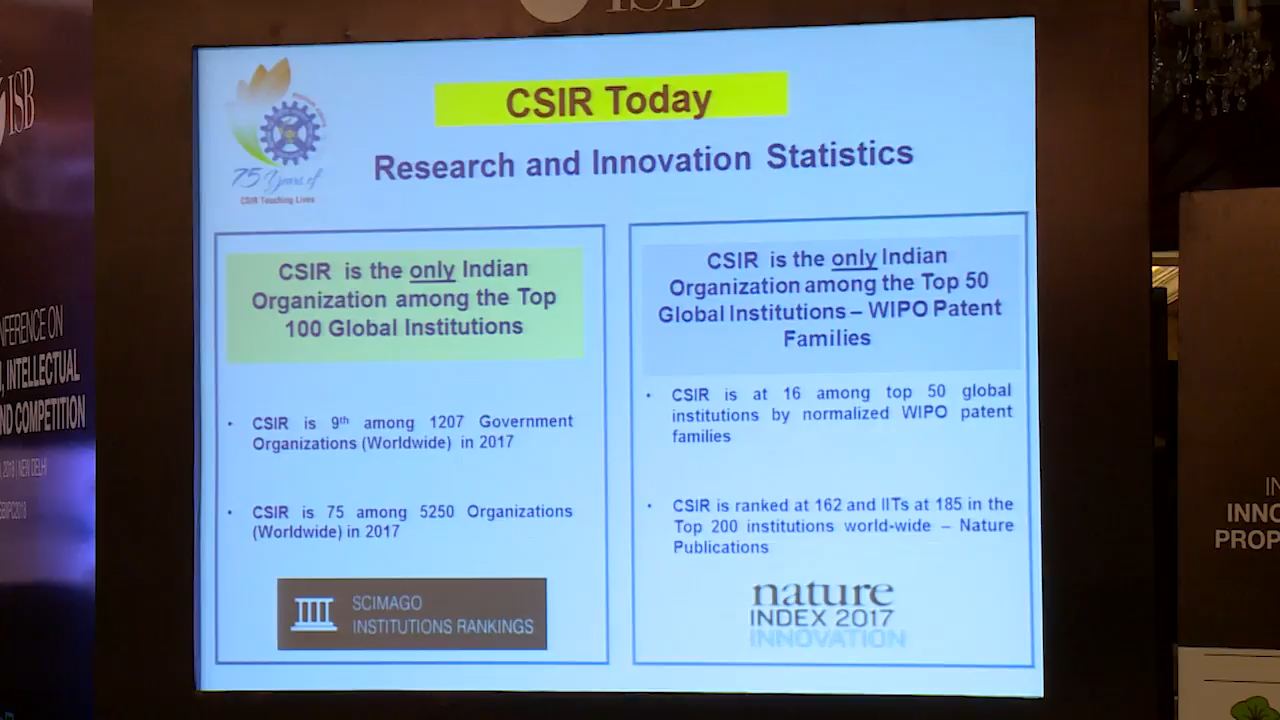 ISB
ISB
CSIR Today
Research and Innovation Statistics
75 Years of
CSIR Touching Lives
CSIR is the only Indian
Organization among the Top
100 Global Institutions
CSIR is 9th among 1207 Government
Organizations (Worldwide) in 2017
CSIR is 75 among 5250 Organizations
(Worldwide) in 2017
SCIMAGO
INSTITUTIONS RANKINGS
CSIR is the only Indian
Organization among the Top 50
Global Institutions – WIPO Patent
Families
CSIR is at 16 among top 50 global
institutions by normalized WIPO patent
families
CSIR is ranked at 162 and IITs at 185 in the
Top 200 institutions world-wide – Nature
Publications
nature
INDEX 2017
INNOVATION
INTELLECTUAL
COMPETITION
NEW DELHI